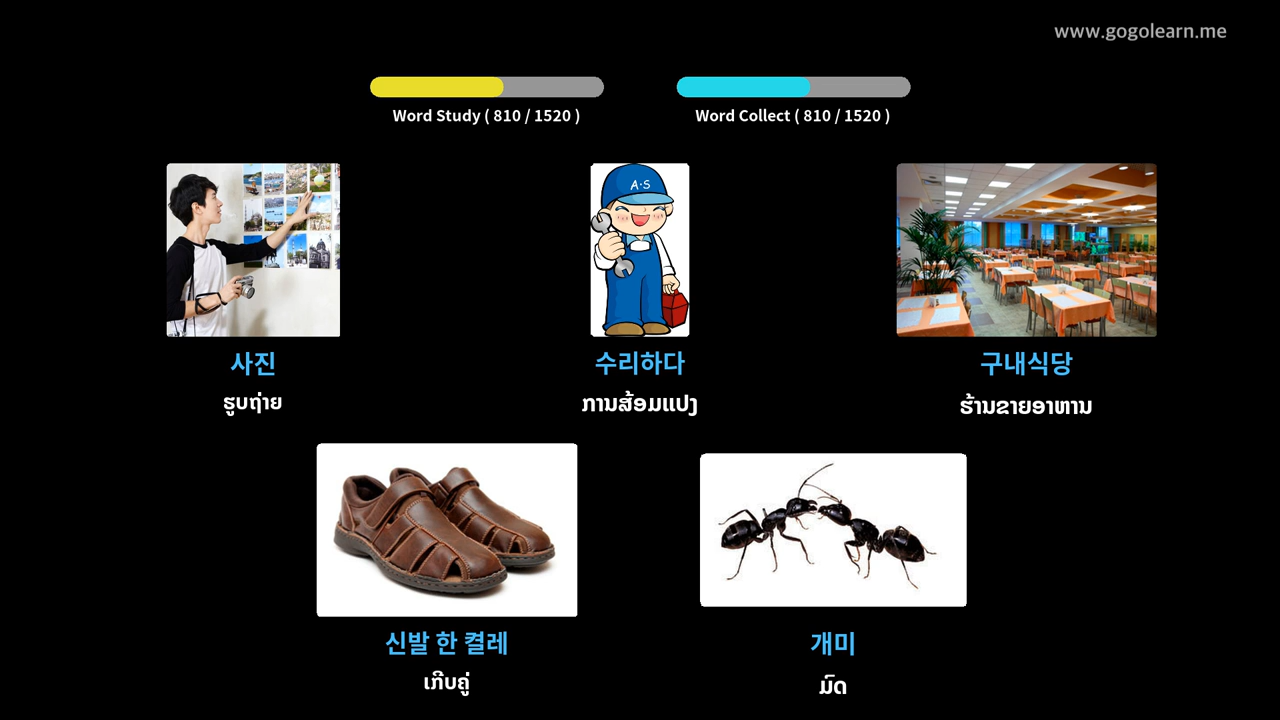 www.gogolearn.me
Word Study ( 810 / 1520 )
Word Collect ( 810 / 1520 )
A·S
사진
수리하다
구내식당
ຮູບຖ່າຍ
ການສ້ອມແປງ
ຮ້ານຂາຍອາຫານ
신발 한 켤레
개미
ເກີບຄູ່
ມົດ